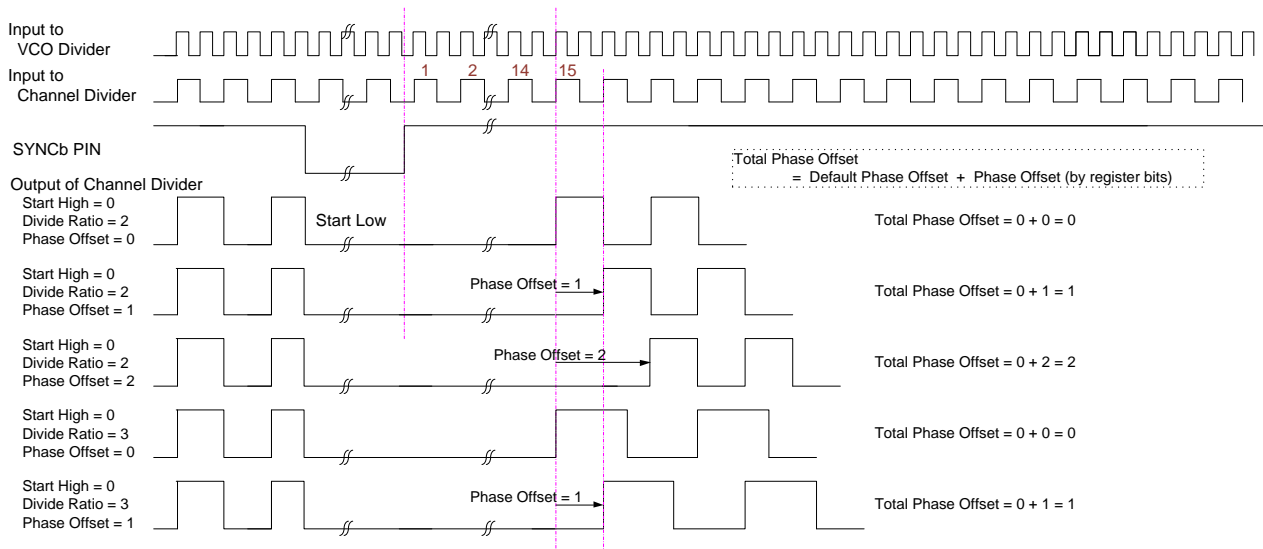 Input to
VCO Divider
Input to
Channel Divider
1 2 14 15
SYNCb PIN
Total Phase Offset
= Default Phase Offset + Phase Offset (by register bits)
Output of Channel Divider
Start High = 0
Divide Ratio = 2
Phase Offset = 0
Start Low
Total Phase Offset = 0 + 0 = 0
Start High = 0
Divide Ratio = 2
Phase Offset = 1
Phase Offset = 1
Total Phase Offset = 0 + 1 = 1
Start High = 0
Divide Ratio = 2
Phase Offset = 2
Phase Offset = 2
Total Phase Offset = 0 + 2 = 2
Start High = 0
Divide Ratio = 3
Phase Offset = 0
Total Phase Offset = 0 + 0 = 0
Start High = 0
Divide Ratio = 3
Phase Offset = 1
Phase Offset = 1
Total Phase Offset = 0 + 1 = 1